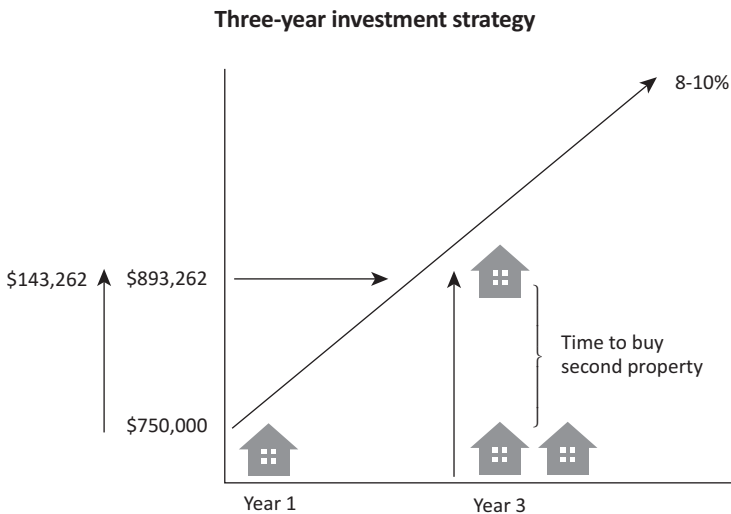 Three-year investment strategy
8-10%
$143,262
$893,262
Time to buy
second property
$750,000
Year 1
Year 3